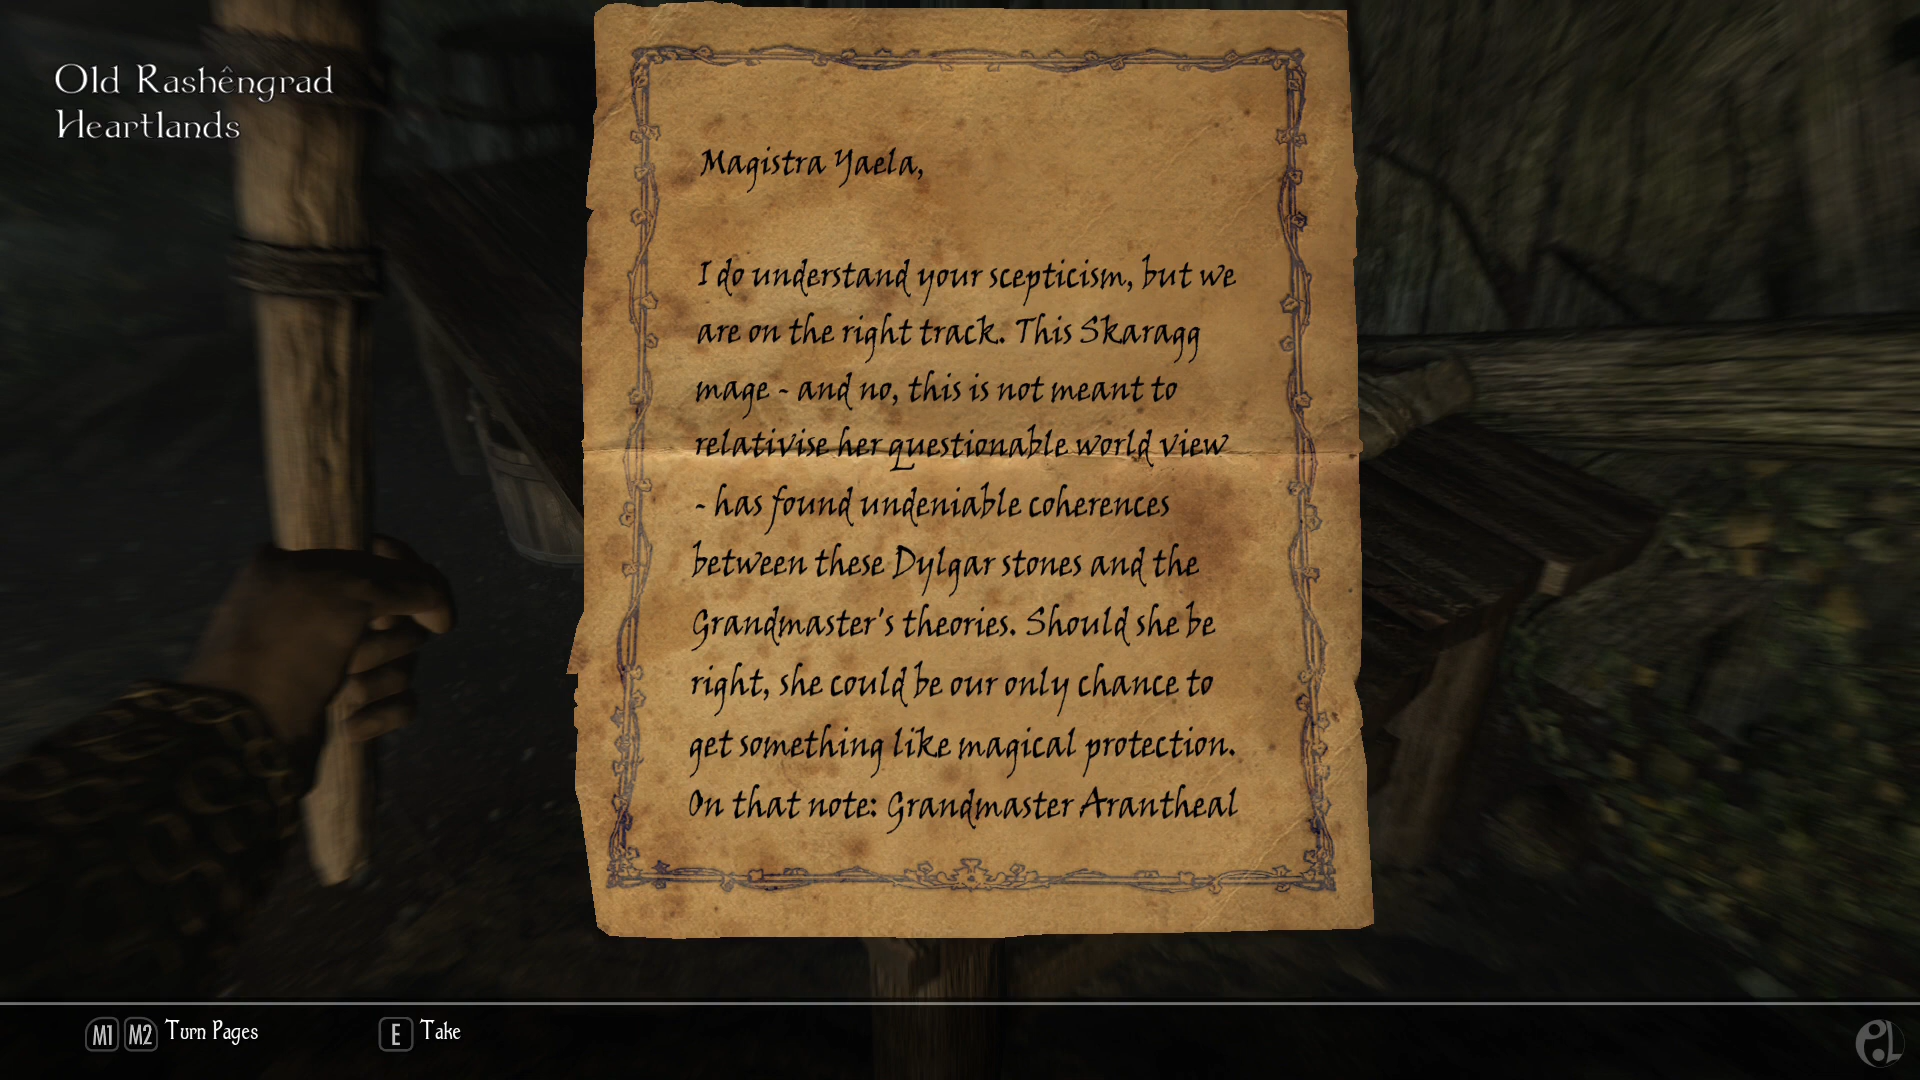 Old Rashêngrad
Heartlands
Magistra Yaela,
I do understand your scepticism, but we
are on the right track. This Skaragg
mage - and no, this is not meant to
relativise her questionable world view
- has found undeniable coherences
between these Dylgar stones and the
Grandmaster's theories. Should she be
right, she could be our only chance to
get something like magical protection.
On that note: Grandmaster Arantheal
M1 M2 Turn Pages E Take